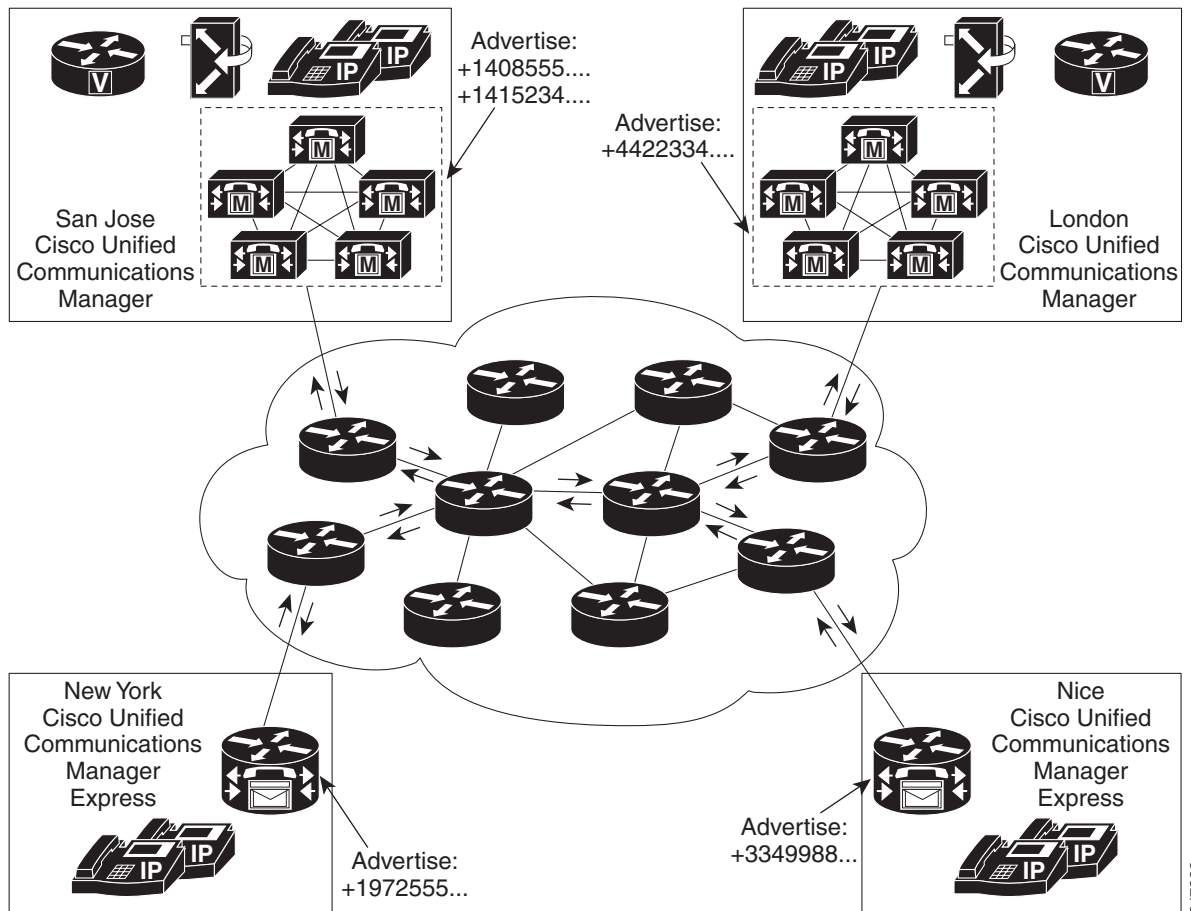 Advertise:
+1408555....
+1415234....
V
IP
IP
M
M
M
M
M
San Jose
Cisco Unified
Communications
Manager
Advertise:
+4422334....
IP
IP
V
M
M
M
M
M
London
Cisco Unified
Communications
Manager
New York
Cisco Unified
Communications
Manager
Express
IP
IP
Advertise:
+1972555...
Advertise:
+3349988...
Nice
Cisco Unified
Communications
Manager
Express
IP
IP